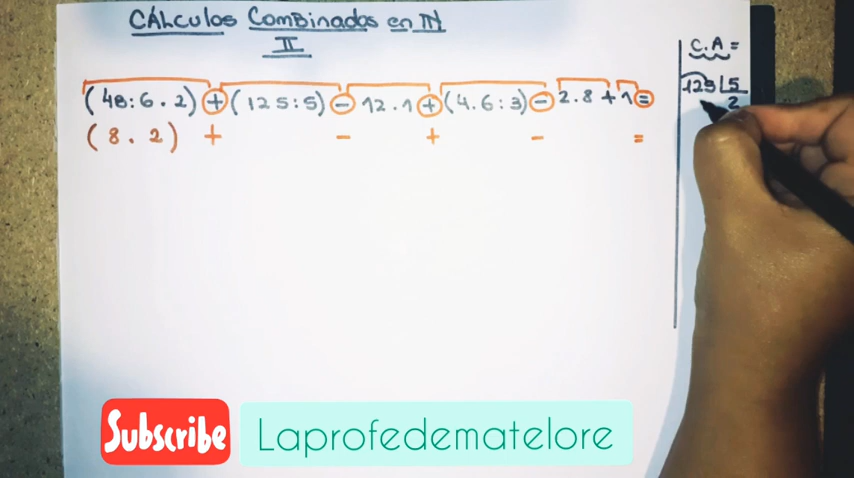 CÁLCULOS COMBINADOS EN ℕ
II
(48:6.2)+(125:5)-12.1+(4.6:3)-2.8+1=
(8.2) + - + - =
C.A=
125 5
2
Subscribe Laprofedematelore